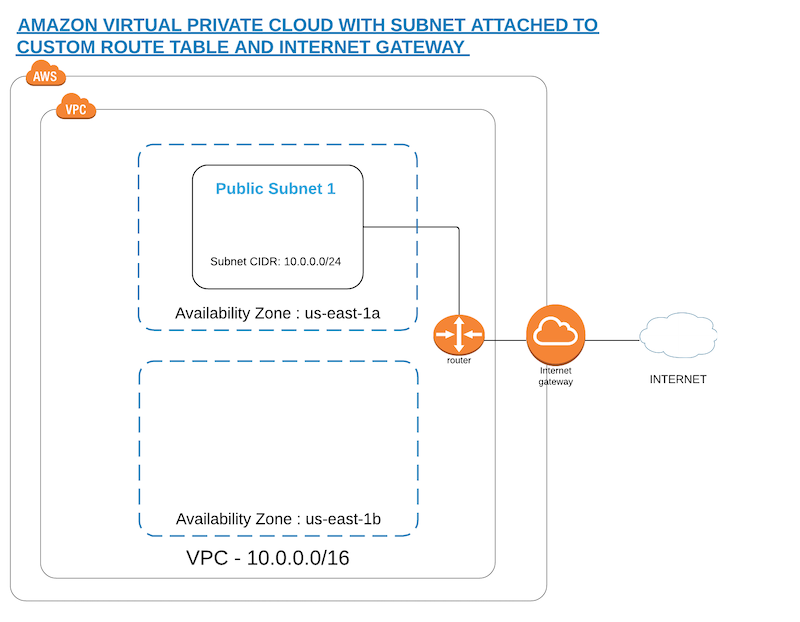 AMAZON VIRTUAL PRIVATE CLOUD WITH SUBNET ATTACHED TO
CUSTOM ROUTE TABLE AND INTERNET GATEWAY
AWS
VPC
Public Subnet 1
Subnet CIDR: 10.0.0.0/24
Availability Zone : us-east-1a
router
Internet
gateway
INTERNET
Availability Zone : us-east-1b
VPC - 10.0.0.0/16